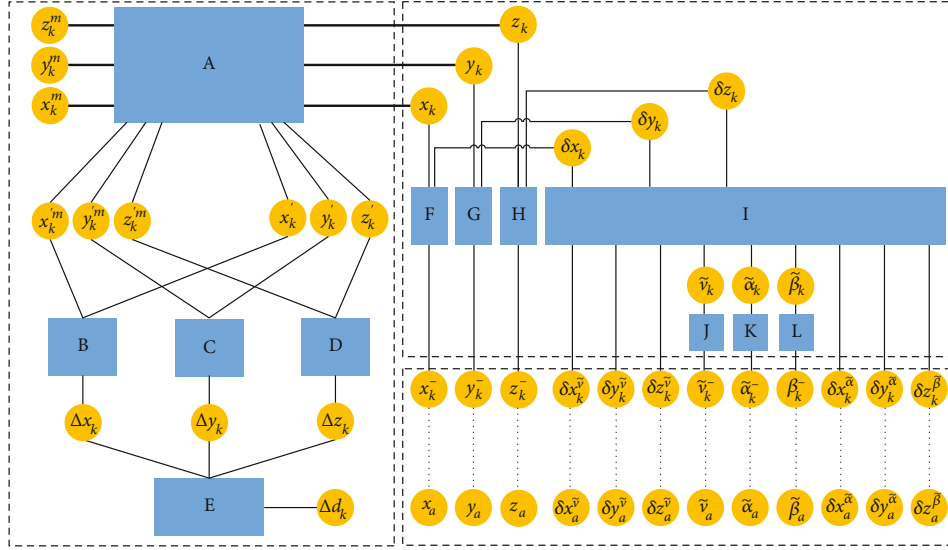 z_k^m A z_k
y_k^m y_k
x_k^m x_k
δz_k
δy_k
δx_k
x_k^'m y_k^'m z_k^'m x_k^' y_k^' z_k^'
F G H I
ṽ_k α̃_k β̃_k
B C D J K L
x_k^- y_k^- z_k^- δx_k^ṽ δy_k^ṽ δz_k^ṽ ṽ_k^- α̃_k^- β_k^- δx_k^α̃ δy_k^α̃ δz_k^β̃
Δx_k Δy_k Δz_k
E Δd_k
x_a y_a z_a δx_a^ṽ δy_a^ṽ δz_a^ṽ ṽ_a α̃_a β̃_a δx_a^α̃ δy_a^α̃ δz_a^β̃